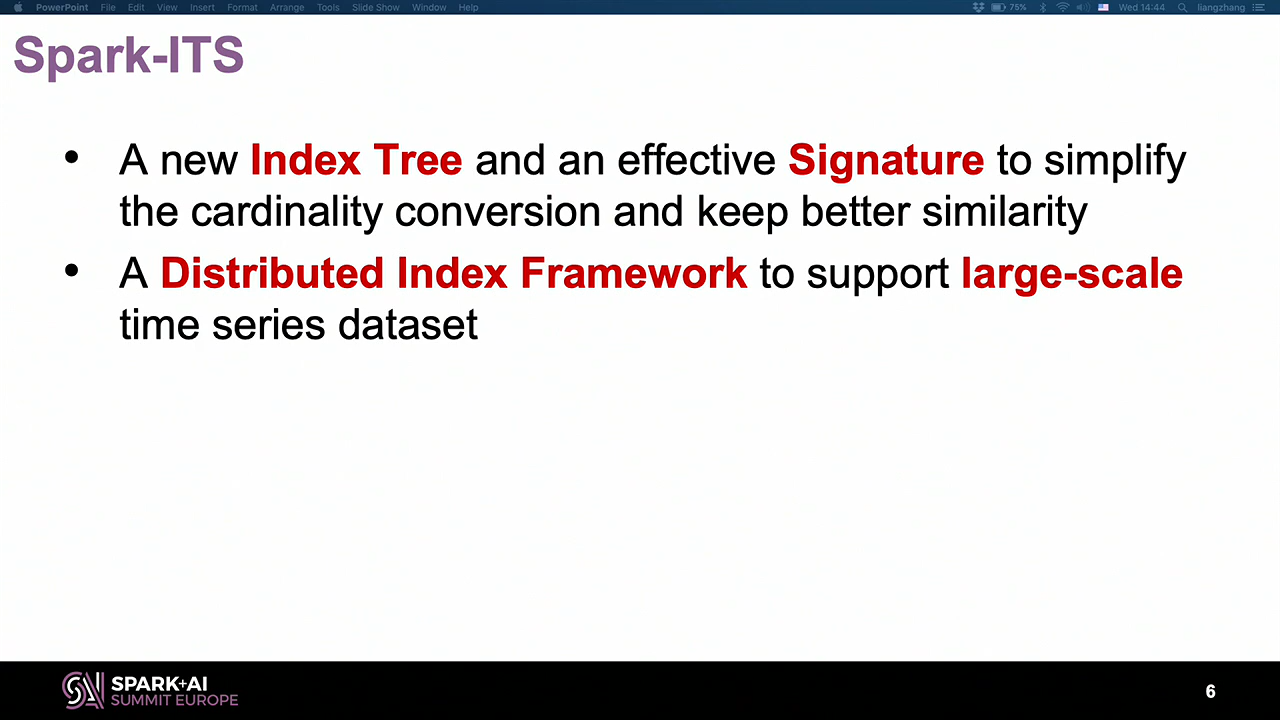 PowerPoint File Edit View Insert Format Arrange Tools Slide Show Window Help 75% Wed 14:44 liangzhang
Spark-ITS
• A new Index Tree and an effective Signature to simplify
the cardinality conversion and keep better similarity
• A Distributed Index Framework to support large-scale
time series dataset
SPARK+AI
SUMMIT EUROPE
6